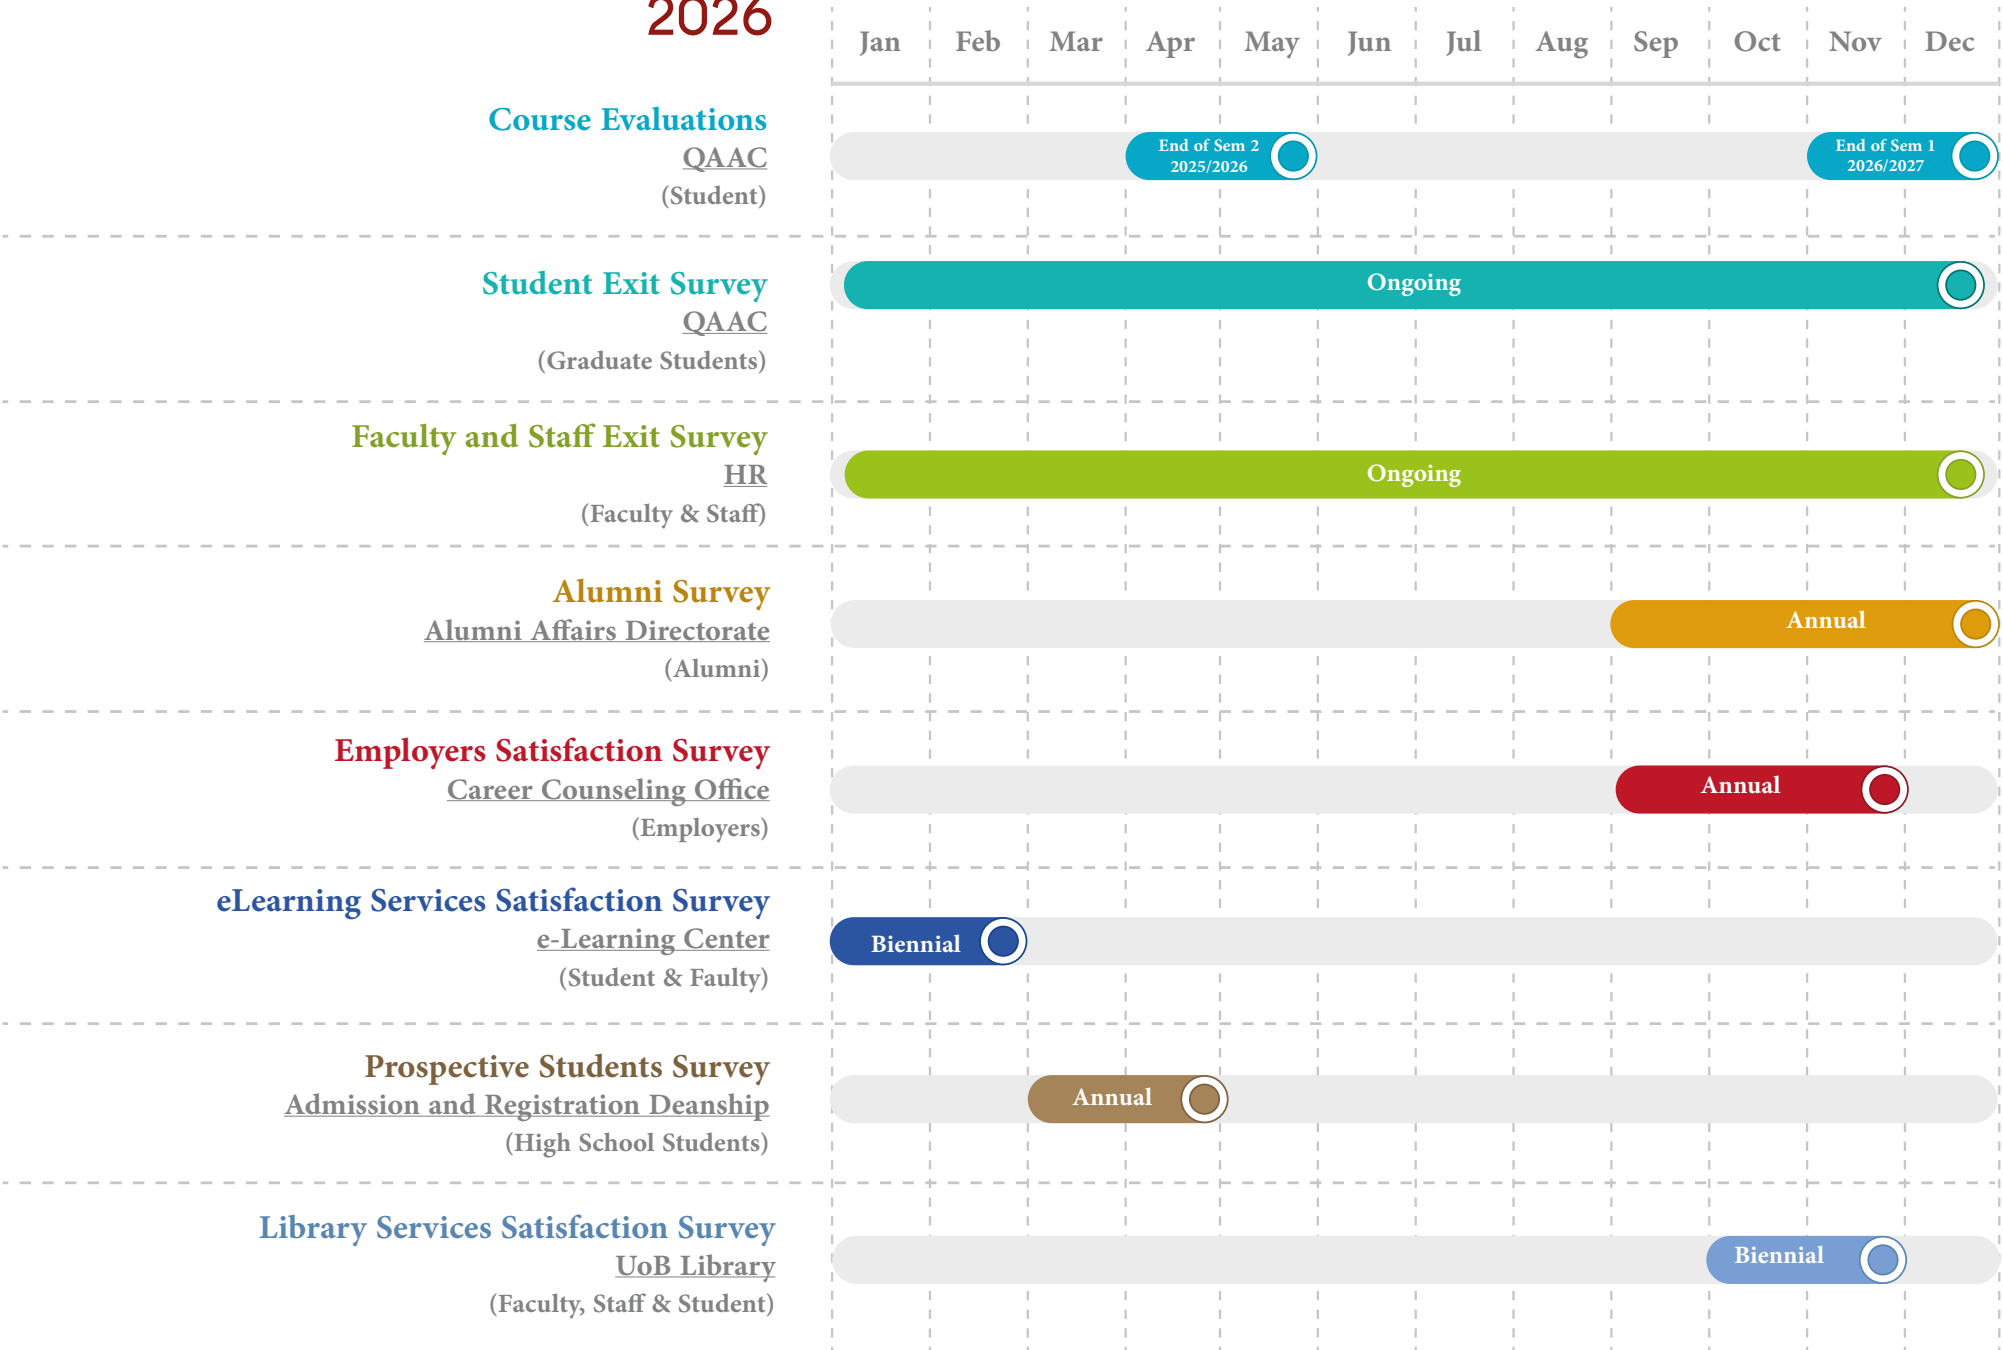 2026
Jan Feb Mar Apr May Jun Jul Aug Sep Oct Nov Dec
Course Evaluations
QAAC
(Student)
End of Sem 2
2025/2026
End of Sem 1
2026/2027
Student Exit Survey
QAAC
(Graduate Students)
Ongoing
Faculty and Staff Exit Survey
HR
(Faculty & Staff)
Ongoing
Alumni Survey
Alumni Affairs Directorate
(Alumni)
Annual
Employers Satisfaction Survey
Career Counseling Office
(Employers)
Annual
eLearning Services Satisfaction Survey
e-Learning Center
(Student & Faulty)
Biennial
Prospective Students Survey
Admission and Registration Deanship
(High School Students)
Annual
Library Services Satisfaction Survey
UoB Library
(Faculty, Staff & Student)
Biennial